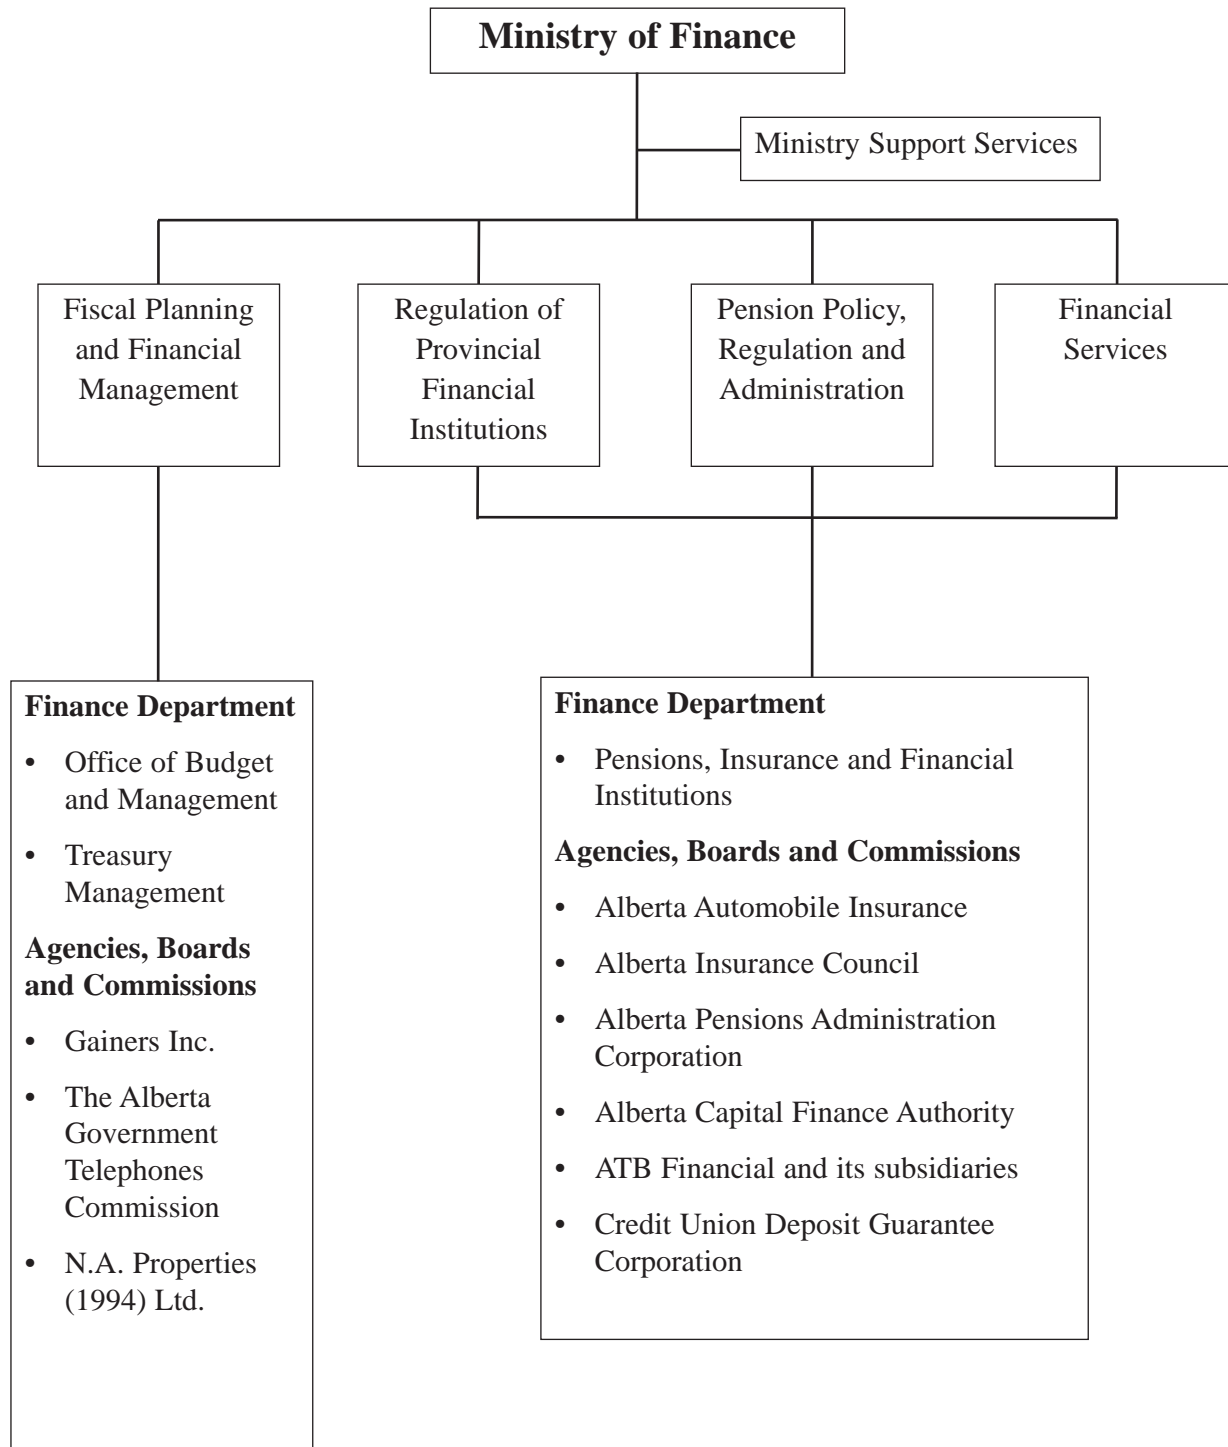 Ministry of Finance
Ministry Support Services
Fiscal Planning
and Financial
Management
Regulation of
Provincial
Financial
Institutions
Pension Policy,
Regulation and
Administration
Financial
Services
Finance Department
• Office of Budget
and Management
• Treasury
Management
Agencies, Boards
and Commissions
• Gainers Inc.
• The Alberta
Government
Telephones
Commission
• N.A. Properties
(1994) Ltd.
Finance Department
• Pensions, Insurance and Financial
Institutions
Agencies, Boards and Commissions
• Alberta Automobile Insurance
• Alberta Insurance Council
• Alberta Pensions Administration
Corporation
• Alberta Capital Finance Authority
• ATB Financial and its subsidiaries
• Credit Union Deposit Guarantee
Corporation